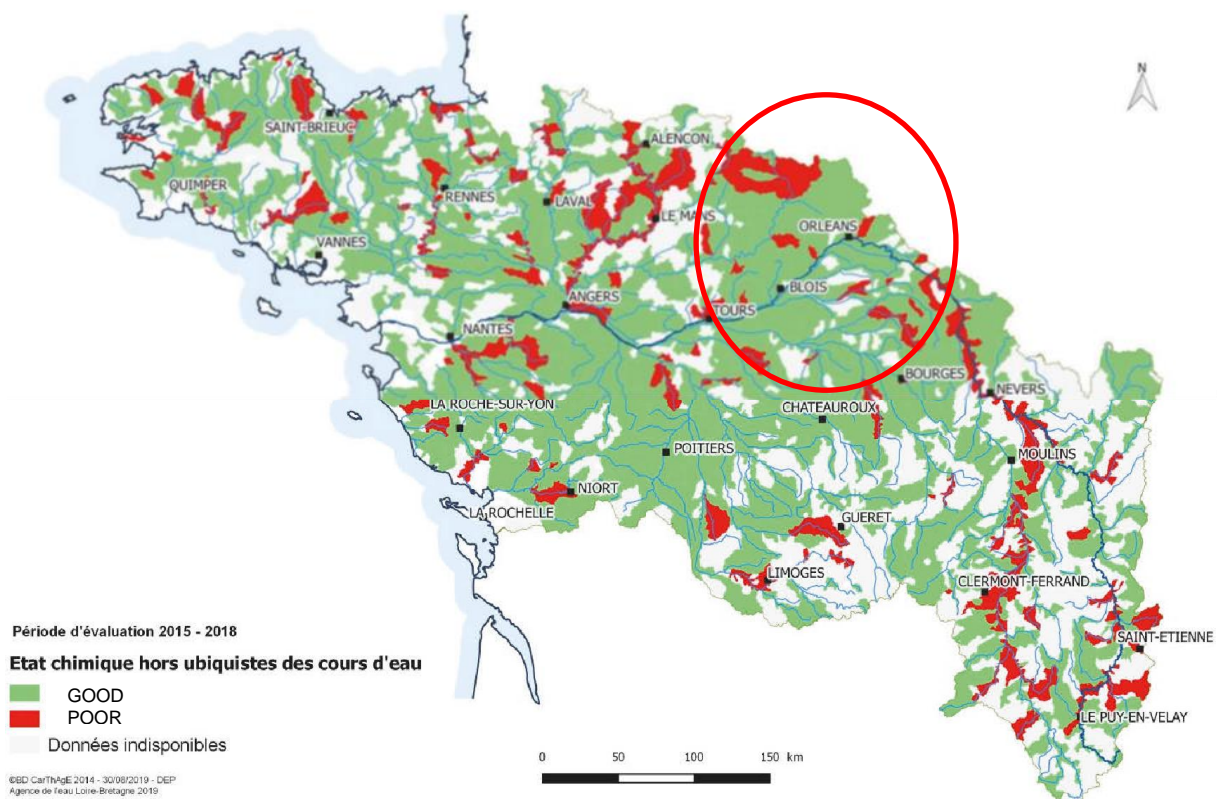 N
ALENCON
SAINT-BRIEUC
QUIMPER
RENNES
LAVAL
LE MANS
ORLEANS
VANNES
BLOIS
ANGERS
TOURS
NANTES
BOURGES
NEVERS
LA ROCHE-SUR-YON
CHATEAUROUX
POITIERS
MOULINS
NIORT
LA ROCHELLE
GUERET
LIMOGES
CLERMONT-FERRAND
SAINT-ETIENNE
LE PUY-EN-VELAY
Période d'évaluation 2015 - 2018
Etat chimique hors ubiquistes des cours d'eau
GOOD
POOR
Données indisponibles
0 50 100 150 km
©BD CarThAgE 2014 - 30/08/2019 - DEP
Agence de l'eau Loire-Bretagne 2019